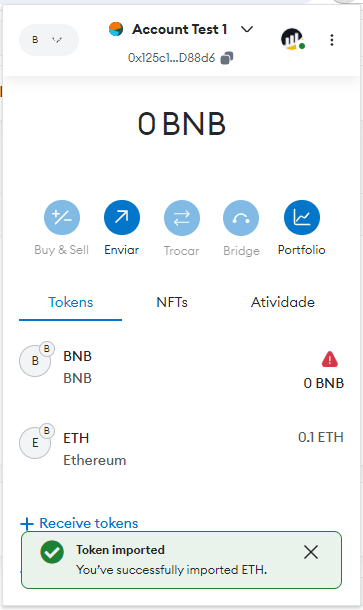 B
Account Test 1
0x125c1...D88d6
0 BNB
Buy & Sell
Enviar
Trocar
Bridge
Portfolio
Tokens
NFTs
Atividade
B
B
BNB
BNB
0 BNB
B
E
ETH
Ethereum
0.1 ETH
+ Receive tokens
Token imported
You've successfully imported ETH.